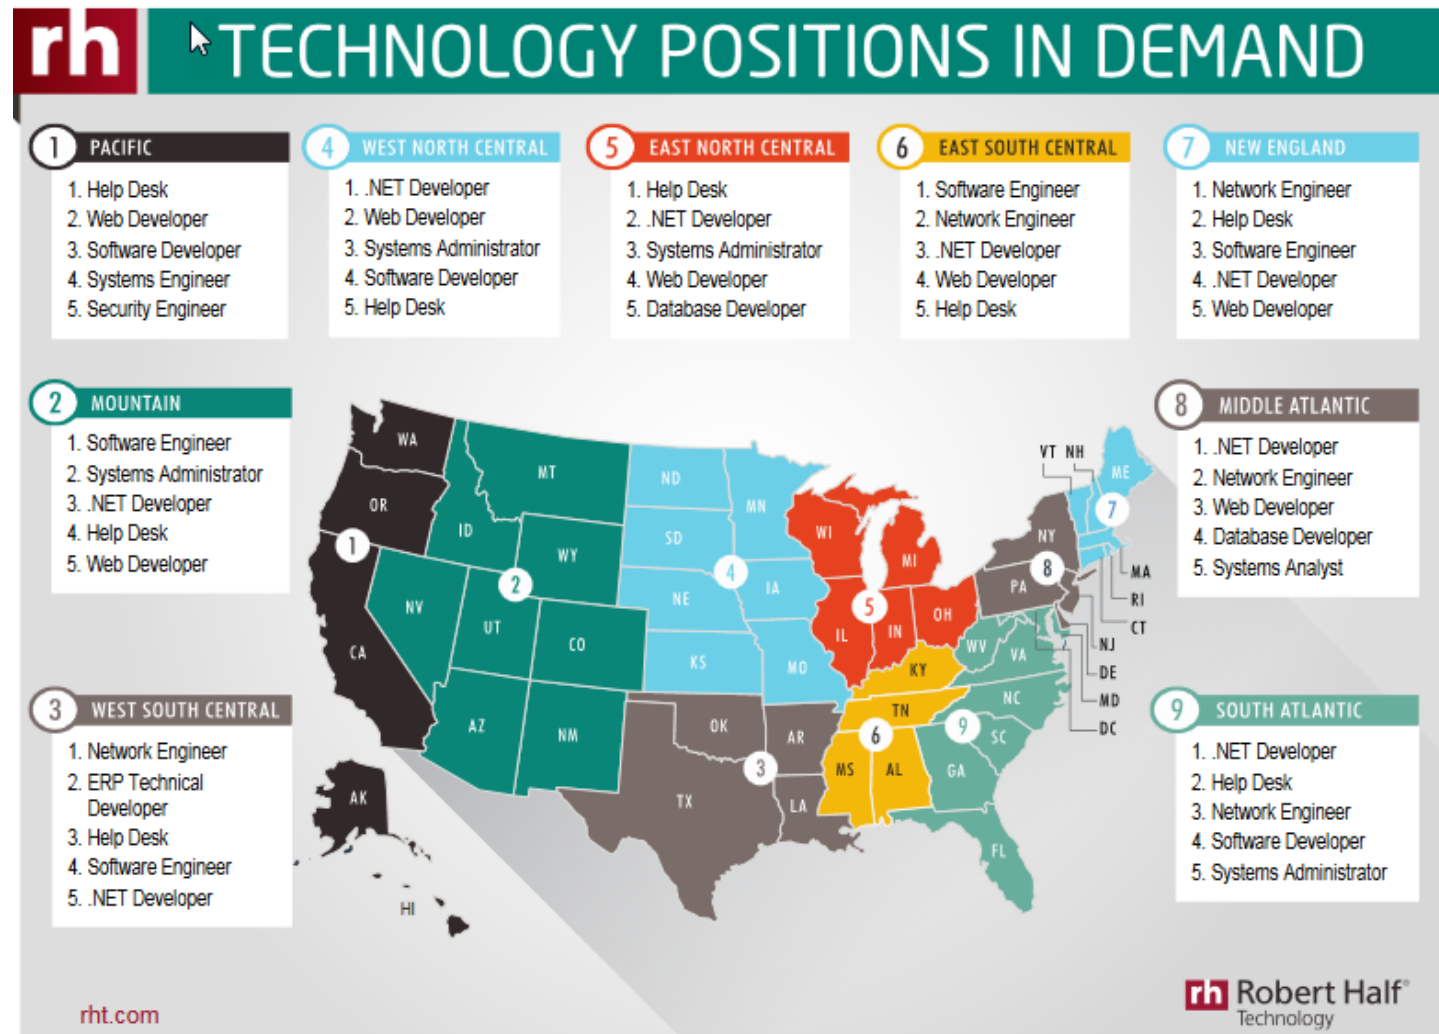 rh TECHNOLOGY POSITIONS IN DEMAND
1 PACIFIC
1. Help Desk
2. Web Developer
3. Software Developer
4. Systems Engineer
5. Security Engineer
4 WEST NORTH CENTRAL
1. .NET Developer
2. Web Developer
3. Systems Administrator
4. Software Developer
5. Help Desk
5 EAST NORTH CENTRAL
1. Help Desk
2. .NET Developer
3. Systems Administrator
4. Web Developer
5. Database Developer
6 EAST SOUTH CENTRAL
1. Software Engineer
2. Network Engineer
3. .NET Developer
4. Web Developer
5. Help Desk
7 NEW ENGLAND
1. Network Engineer
2. Help Desk
3. Software Engineer
4. .NET Developer
5. Web Developer
2 MOUNTAIN
1. Software Engineer
2. Systems Administrator
3. .NET Developer
4. Help Desk
5. Web Developer
8 MIDDLE ATLANTIC
1. .NET Developer
2. Network Engineer
3. Web Developer
4. Database Developer
5. Systems Analyst
3 WEST SOUTH CENTRAL
1. Network Engineer
2. ERP Technical
Developer
3. Help Desk
4. Software Engineer
5. .NET Developer
9 SOUTH ATLANTIC
1. .NET Developer
2. Help Desk
3. Network Engineer
4. Software Developer
5. Systems Administrator
WA
OR
1
CA
AK
HI
MT
ID
WY
2
NV
UT
CO
AZ
NM
ND
MN
SD
4
NE
IA
KS
MO
OK
AR
3
TX
LA
WI
MI
5
IL
IN
OH
KY
TN
6
MS
AL
WV
VA
NC
9
SC
GA
FL
VT NH
ME
7
NY
8
PA
MA
RI
CT
NJ
DE
MD
DC
rht.com
rh Robert Half®
Technology